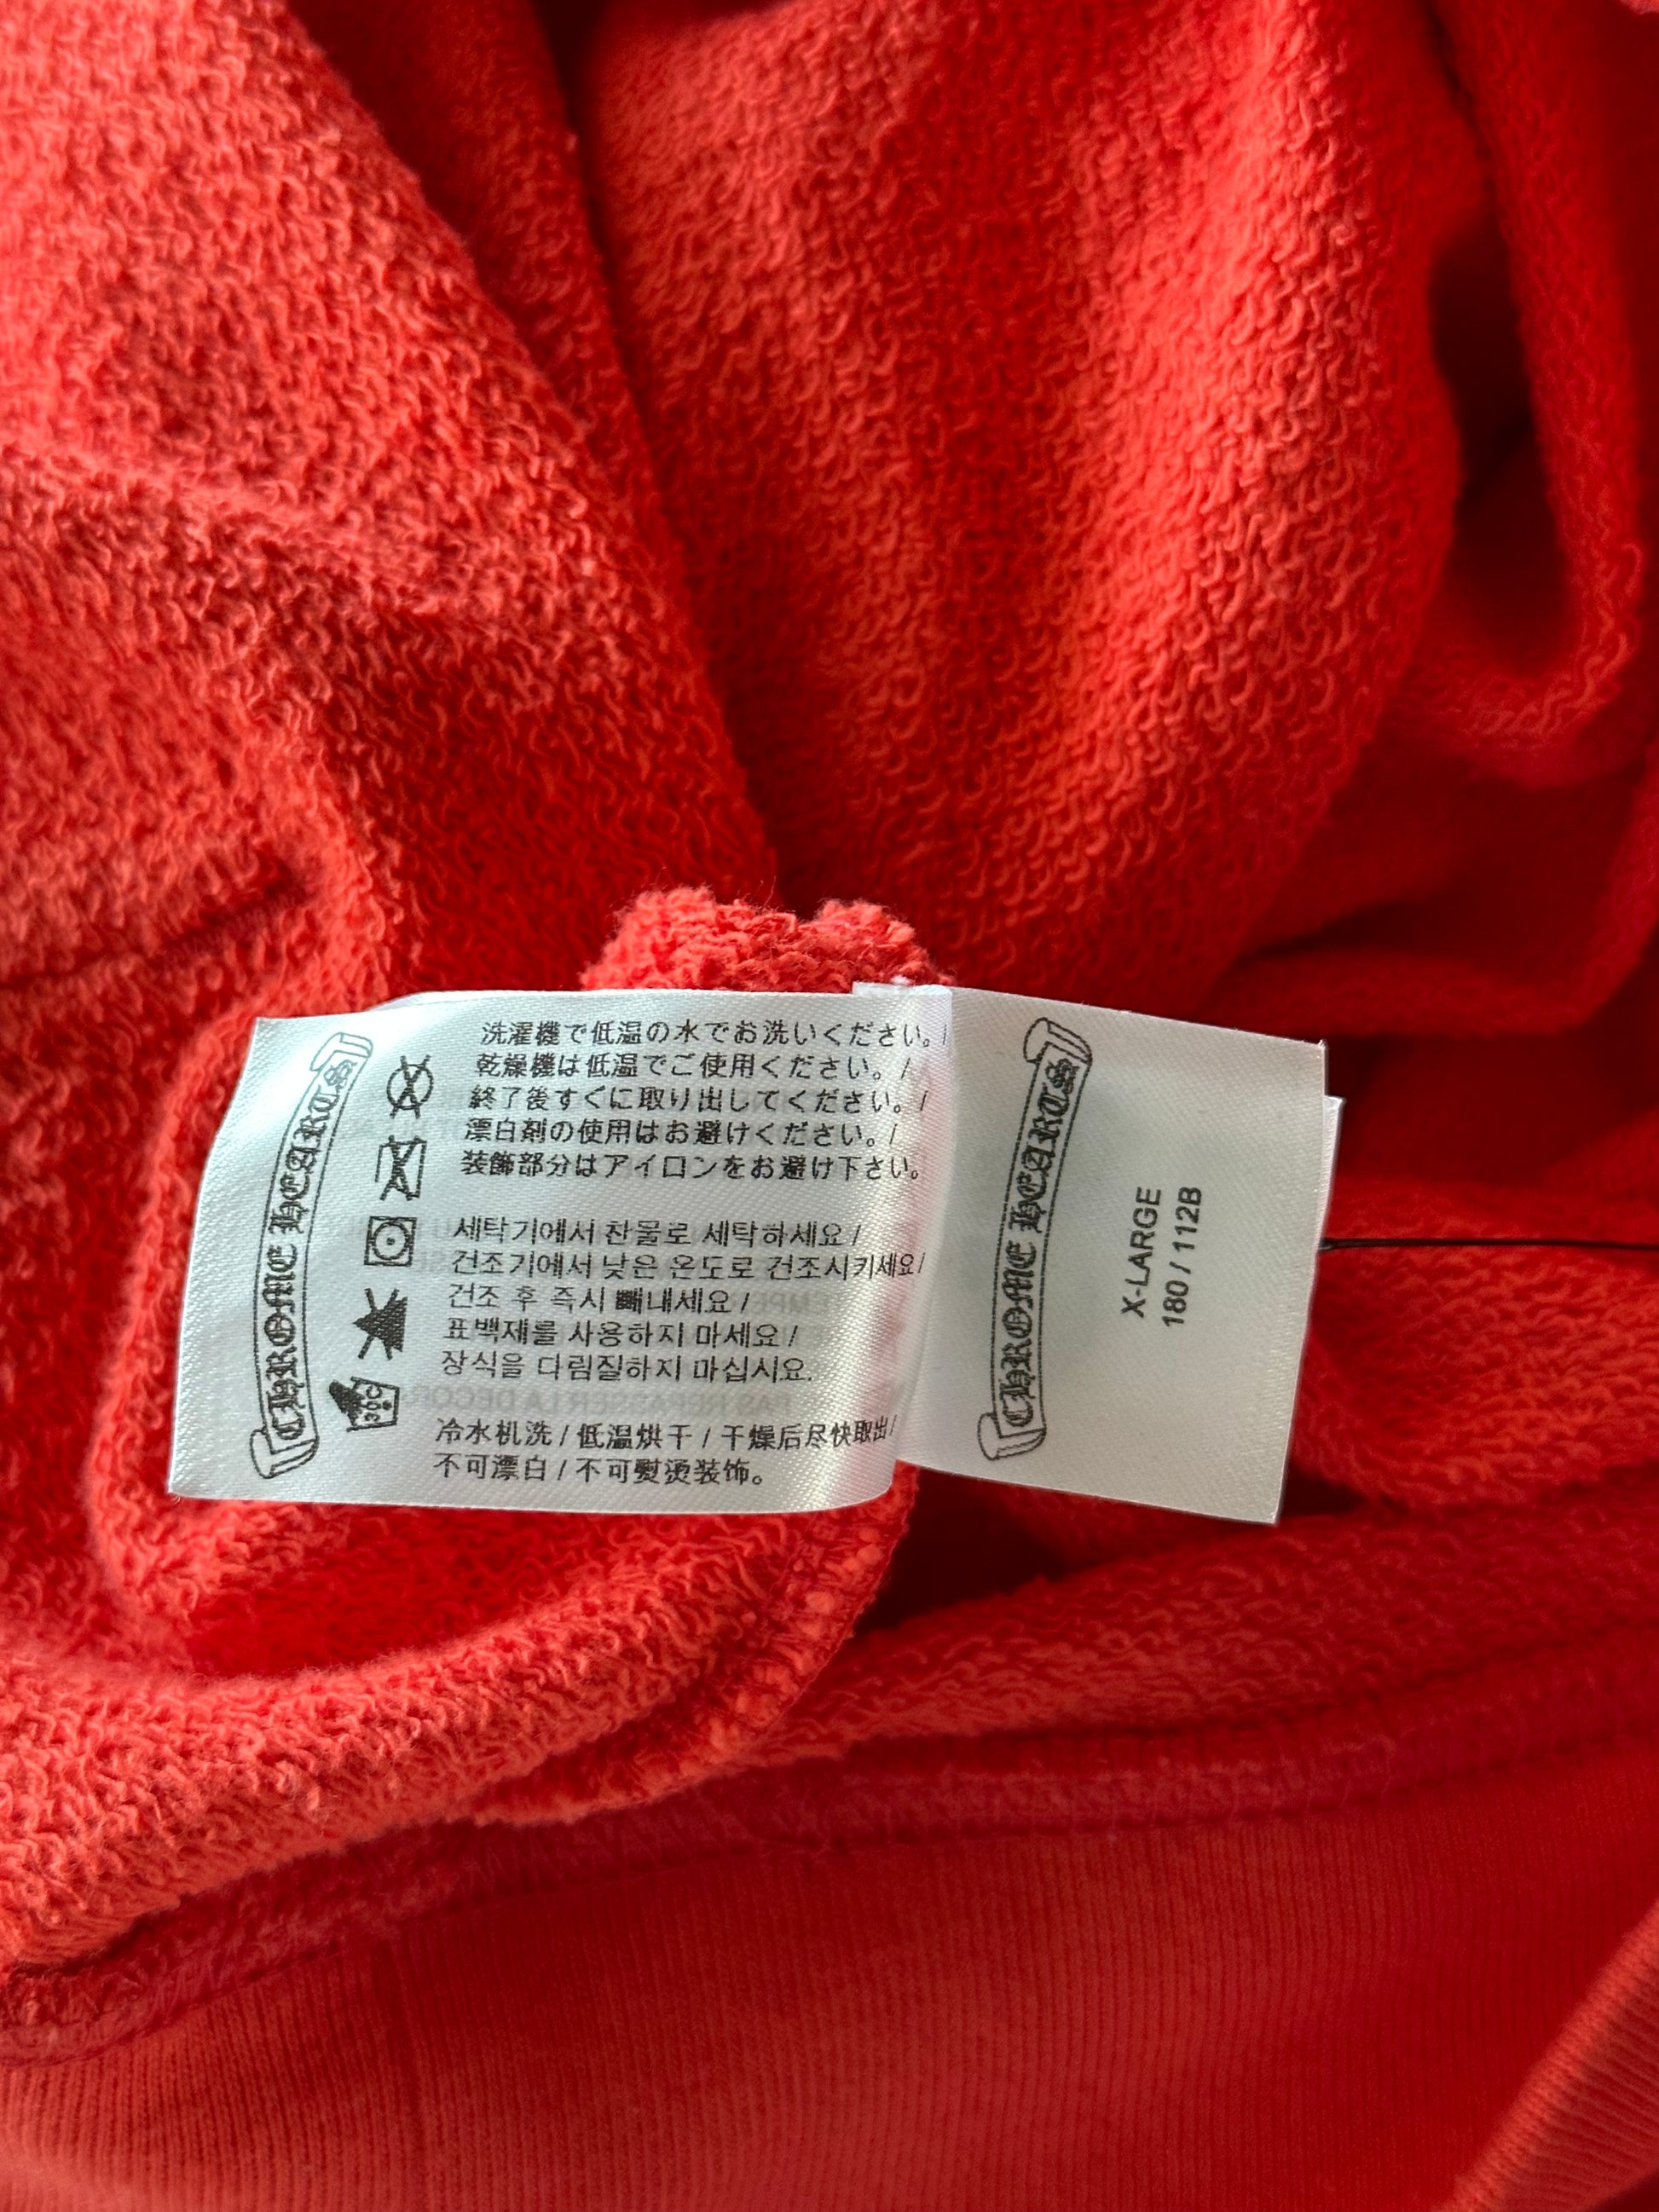 CHROME HEARTS
洗濯機で低温の水でお洗いください。/
乾燥機は低温でご使用ください。/
終了後すぐに取り出してください。/
漂白剤の使用はお避けください。/
装飾部分はアイロンをお避け下さい。
세탁기에서 찬물로 세탁하세요 /
건조기에서 낮은 온도로 건조시키세요/
건조 후 즉시 빼내세요 /
표백제를 사용하지 마세요 /
장식을 다림질하지 마십시요.
冷水机洗 / 低温烘干 / 干燥后尽快取出/
不可漂白 / 不可熨烫装饰。
CHROME HEARTS
X-LARGE
180 / 112B